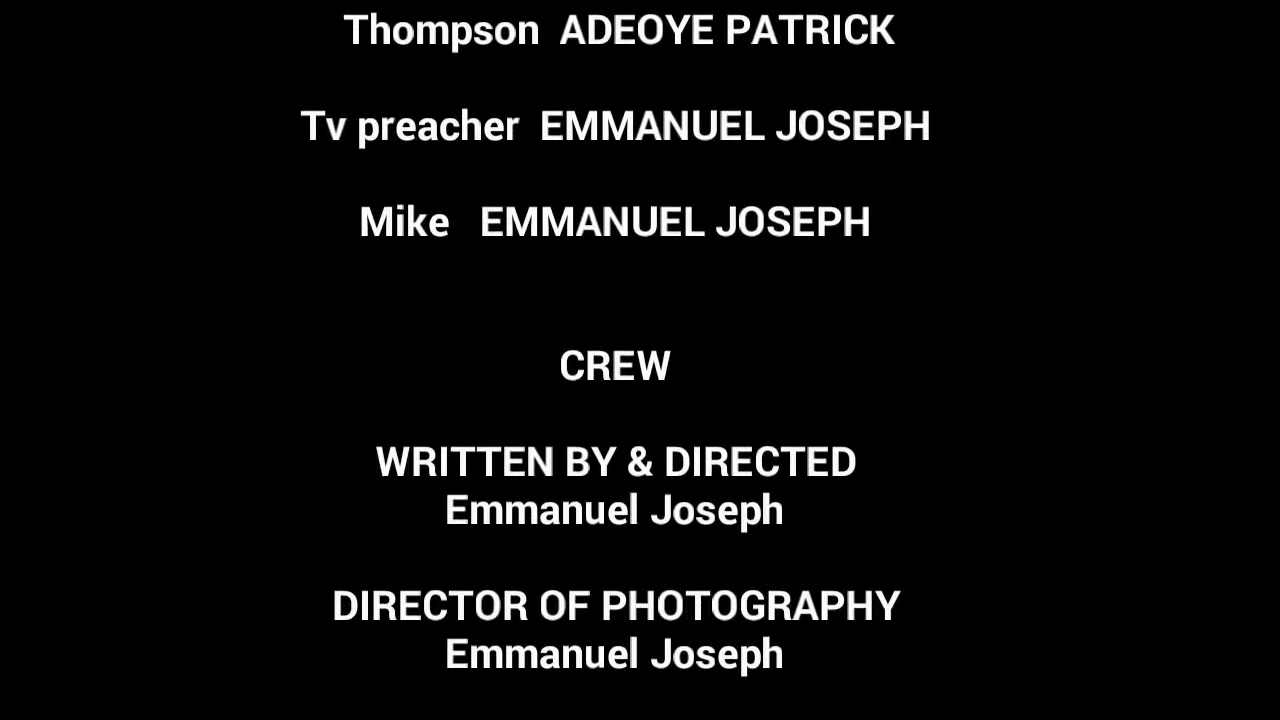 Thompson  ADEOYE PATRICK
Tv preacher  EMMANUEL JOSEPH
Mike   EMMANUEL JOSEPH
CREW
WRITTEN BY & DIRECTED
Emmanuel Joseph
DIRECTOR OF PHOTOGRAPHY
Emmanuel Joseph